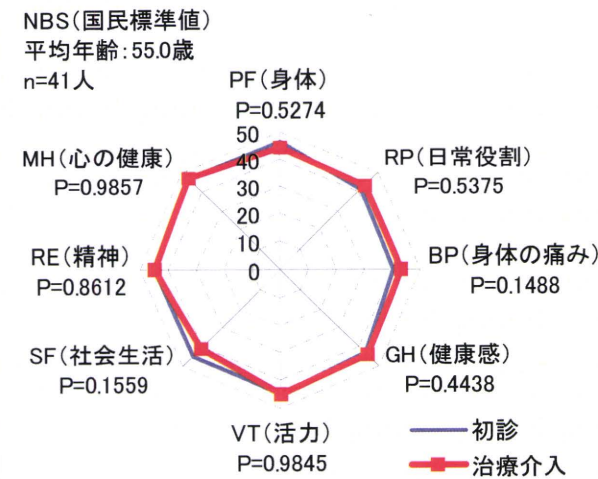 NBS(国民標準値)
平均年齢:55.0歳
n=41人
PF(身体)
P=0.5274
RP(日常役割)
P=0.5375
BP(身体の痛み)
P=0.1488
GH(健康感)
P=0.4438
VT(活力)
P=0.9845
SF(社会生活)
P=0.1559
RE(精神)
P=0.8612
MH(心の健康)
P=0.9857
50
40
30
20
10
0
初診
治療介入